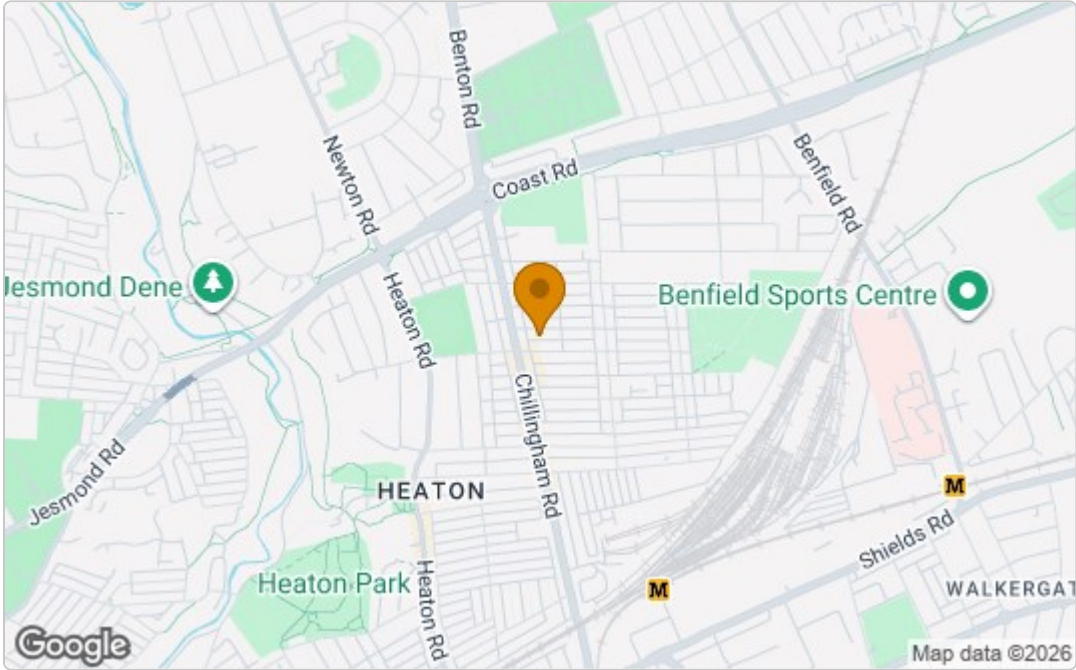 Benton Rd
Newton Rd
Coast Rd
Benfield Rd
Jesmond Dene
Heaton Rd
Benfield Sports Centre
Chillingham Rd
Jesmond Rd
HEATON
M
Shields Rd
Heaton Park
Heaton Rd
M
WALKERGAT
Google
Map data ©2026